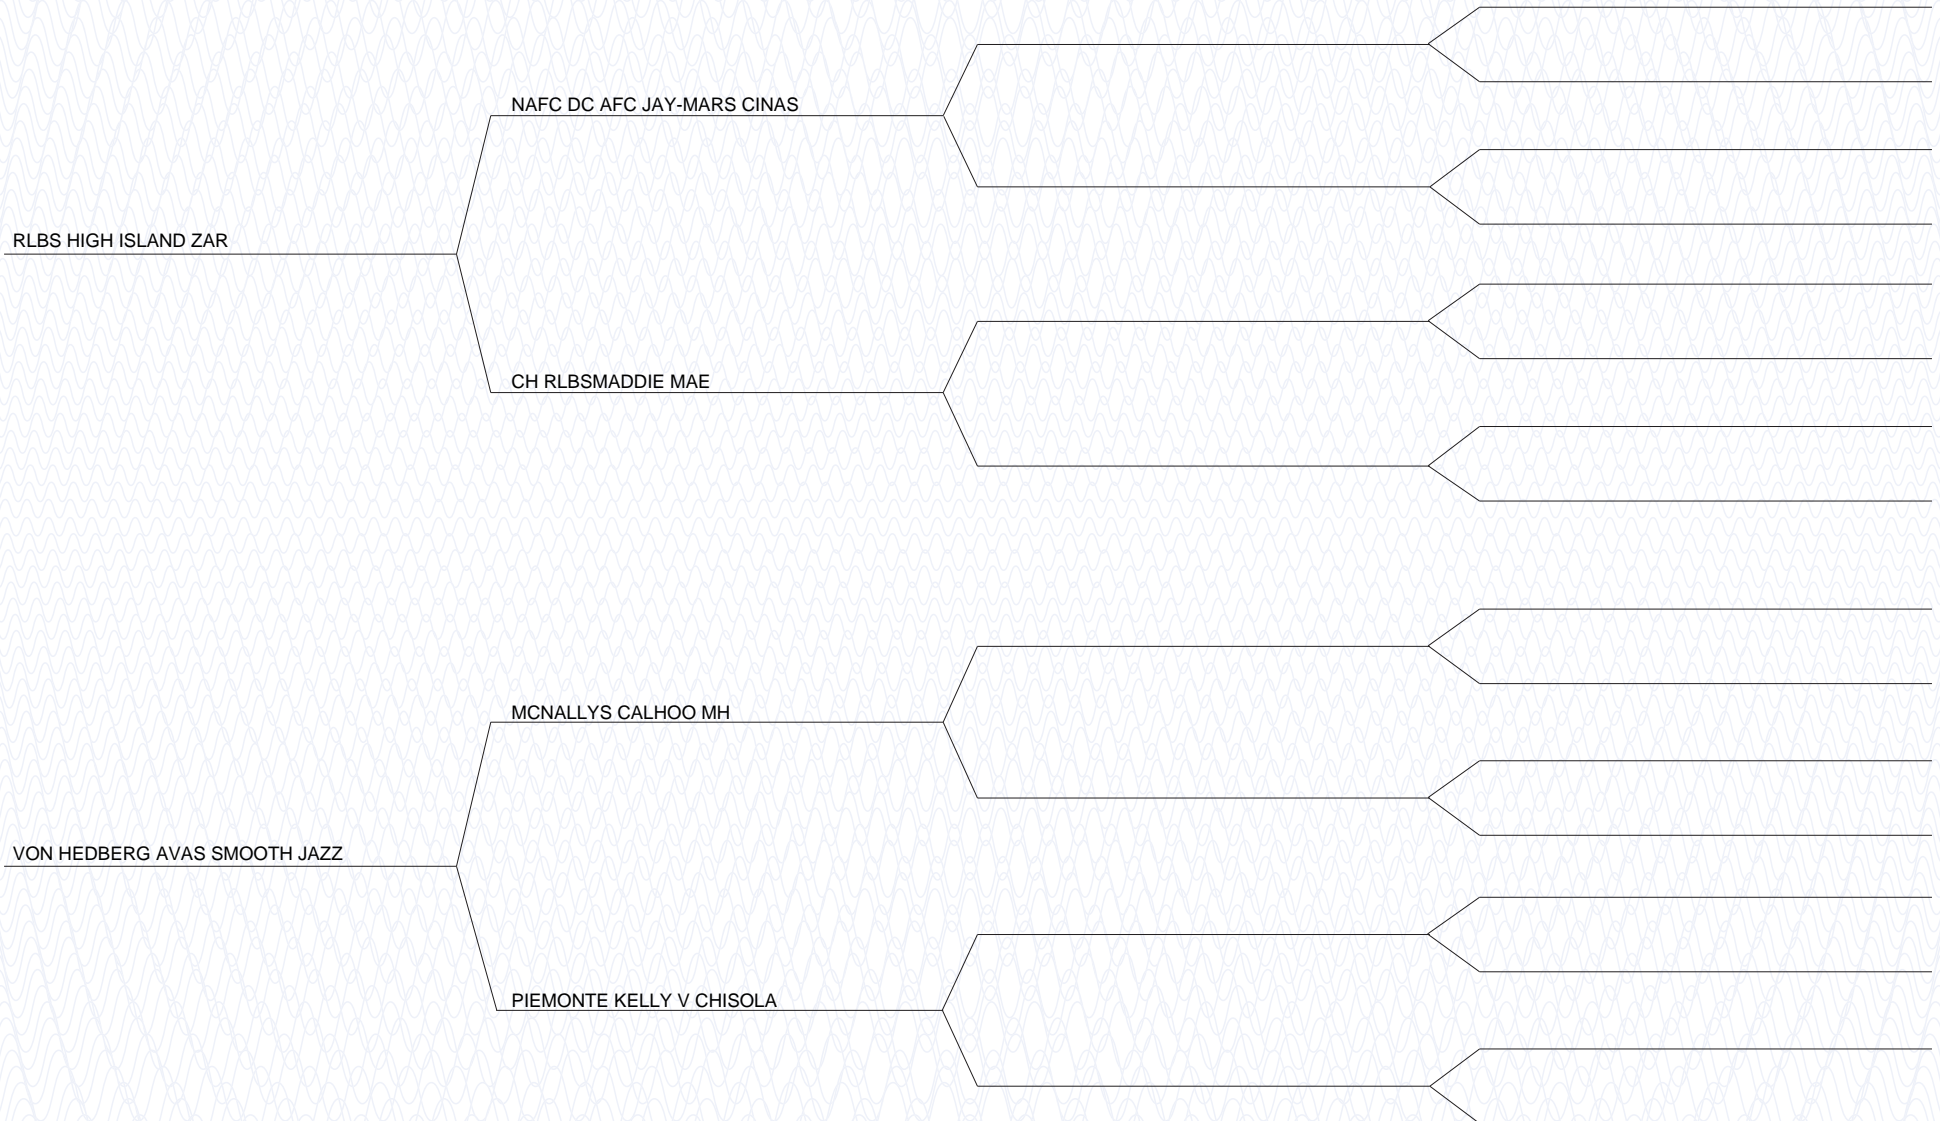 NAFC DC AFC JAY-MARS CINAS
RLBS HIGH ISLAND ZAR
CH RLBSMADDIE MAE
MCNALLYS CALHOO MH
VON HEDBERG AVAS SMOOTH JAZZ
PIEMONTE KELLY V CHISOLA